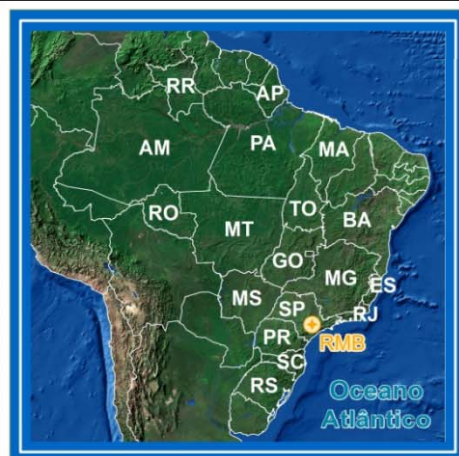 RR
AP
AM
PA
MA
RO
TO
MT
BA
GO
MG
ES
MS
SP
RJ
PR
RMB
SC
RS
Oceano
Atlântico